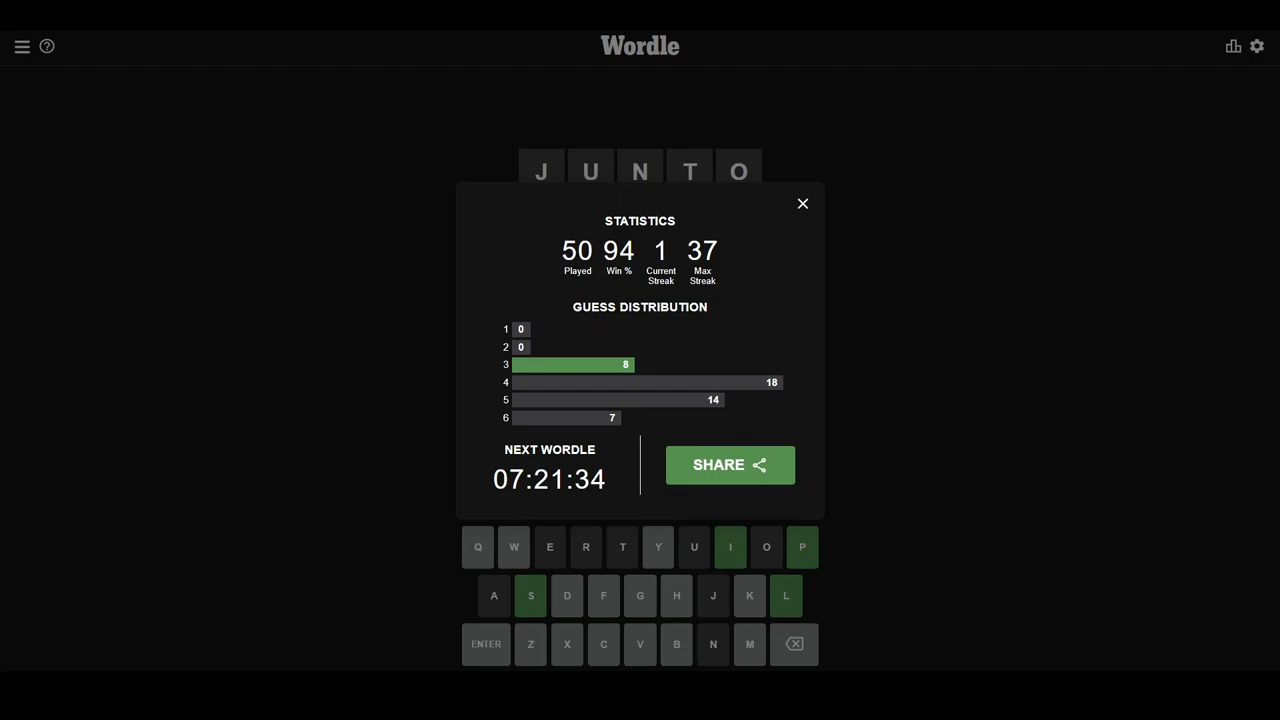 Wordle
J U N T O
STATISTICS
50 94 1 37
Played Win % Current Streak Max Streak
GUESS DISTRIBUTION
1 0
2 0
3 8
4 18
5 14
6 7
NEXT WORDLE
07:21:34
SHARE
Q W E R T Y U I O P
A S D F G H J K L
ENTER Z X C V B N M